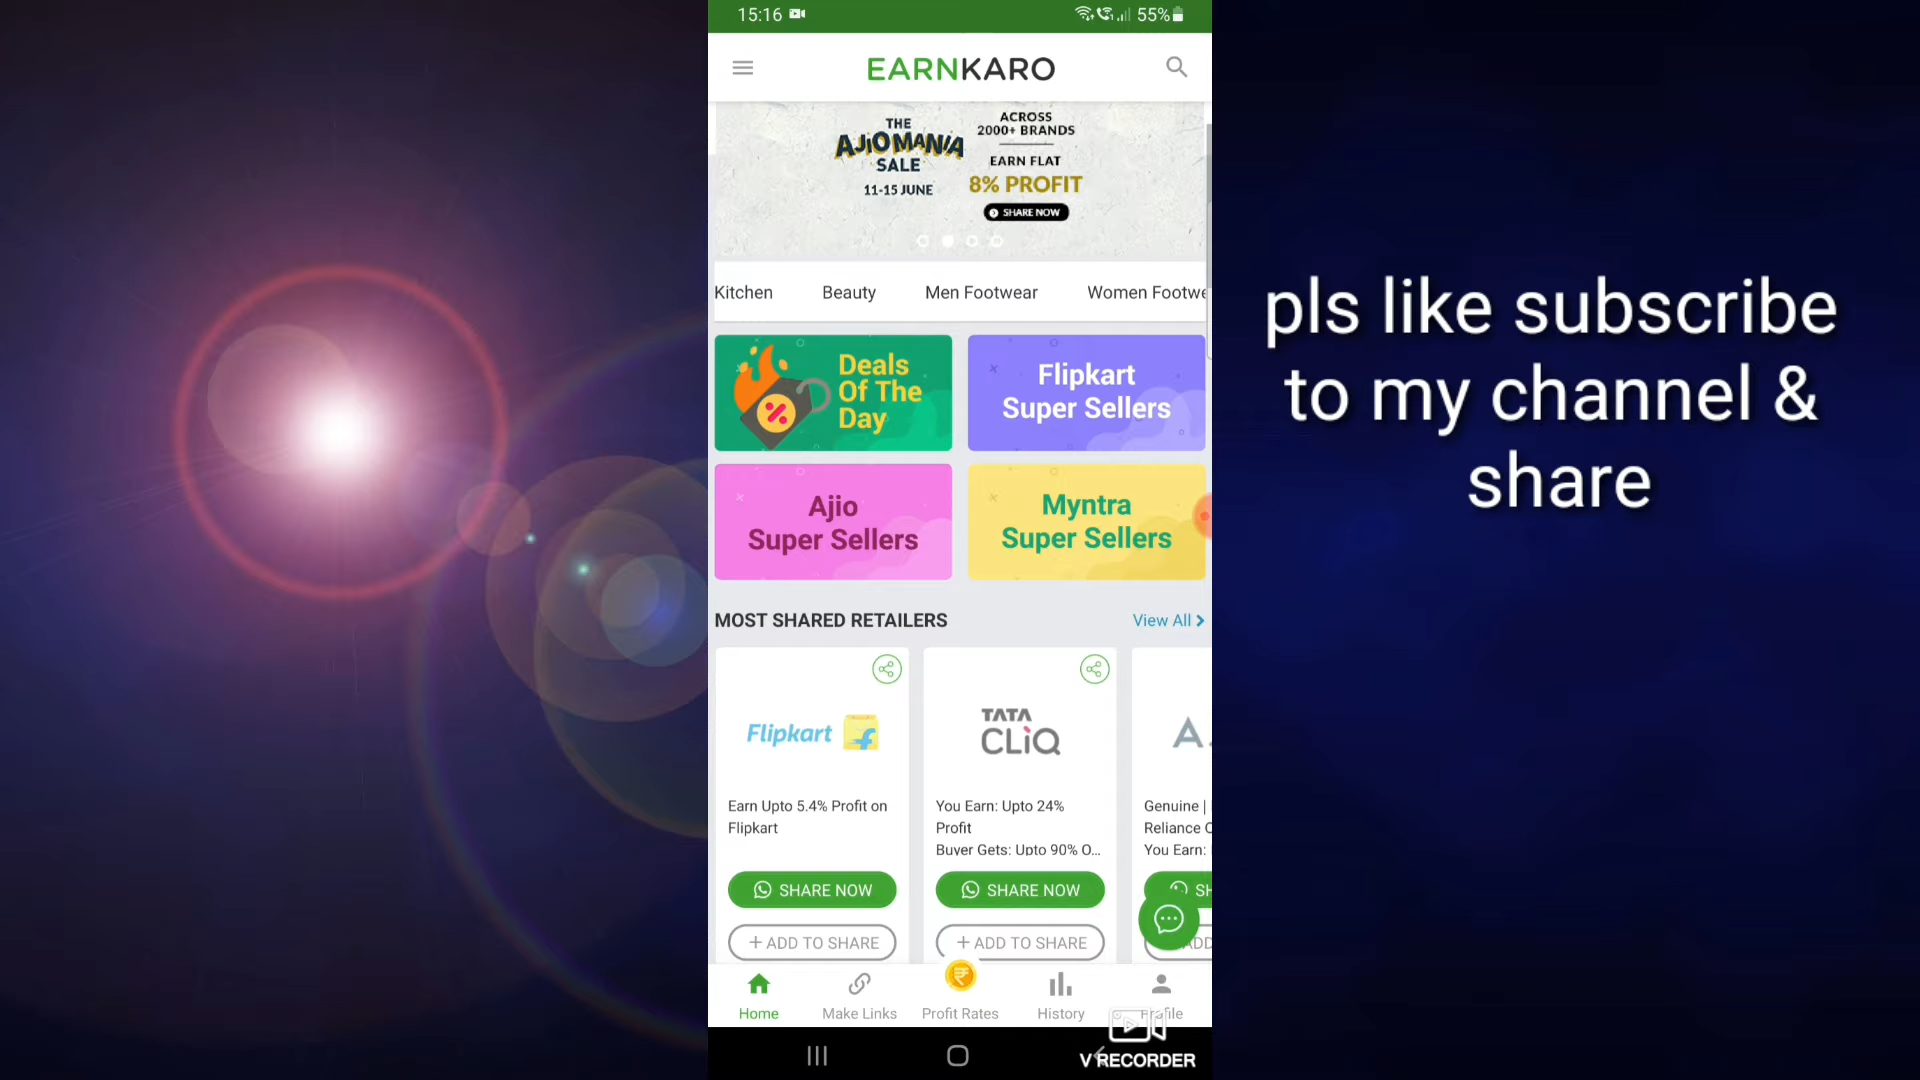 15:16
55%
EARNKARO
THE
AJIOMANIA
SALE
11-15 JUNE
ACROSS
2000+ BRANDS
EARN FLAT
8% PROFIT
SHARE NOW
Kitchen Beauty Men Footwear Women Footwe
Deals
Of The
Day
Flipkart
Super Sellers
Ajio
Super Sellers
Myntra
Super Sellers
MOST SHARED RETAILERS
View All
Flipkart
Earn Upto 5.4% Profit on
Flipkart
SHARE NOW
+ ADD TO SHARE
TATA
CLiQ
You Earn: Upto 24%
Profit
Buyer Gets: Upto 90% O...
SHARE NOW
+ ADD TO SHARE
A
Genuine |
Reliance
You Earn:
SH
ADD
Home Make Links Profit Rates History Profile
V RECORDER
pls like subscribe
to my channel &
share